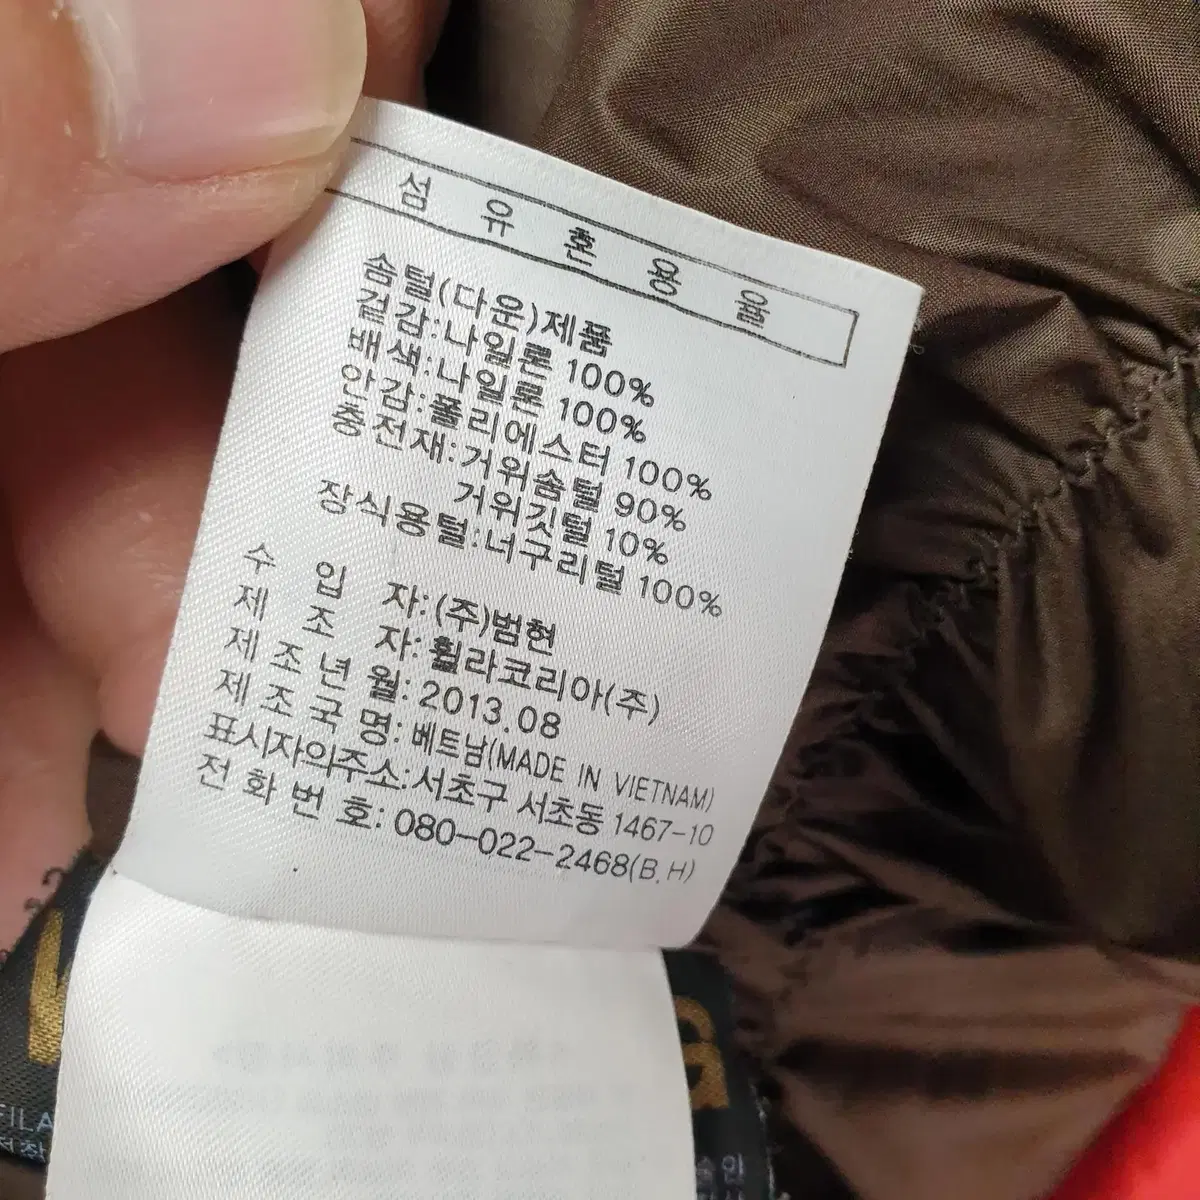 섬유혼용율
솜털(다운)제품
겉감:나일론 100%
배색:나일론 100%
안감:폴리에스터 100%
충전재:거위솜털 90%
거위깃털 10%
장식용털:너구리털 100%
수입자:(주)범현
제조자:휠라코리아(주)
제조년월:2013.08
제조국명:베트남(MADE IN VIETNAM)
표시자의주소:서초구 서초동 1467-10
전화번호:080-022-2468(B.H)
FILA